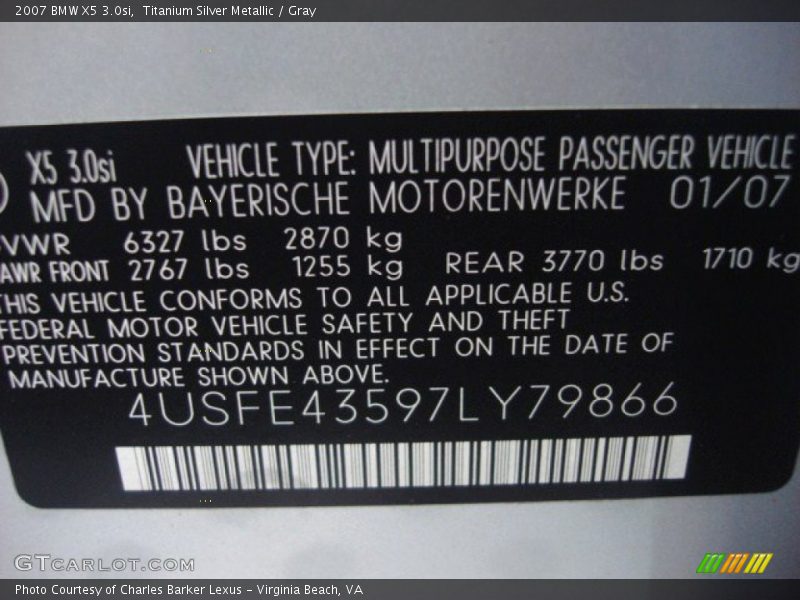 2007 BMW X5 3.0si, Titanium Silver Metallic / Gray
X5 3.0si VEHICLE TYPE: MULTIPURPOSE PASSENGER VEHICLE
MFD BY BAYERISCHE MOTORENWERKE 01/07
VWR 6327 lbs 2870 kg
AWR FRONT 2767 lbs 1255 kg REAR 3770 lbs 1710 kg
THIS VEHICLE CONFORMS TO ALL APPLICABLE U.S.
FEDERAL MOTOR VEHICLE SAFETY AND THEFT
PREVENTION STANDARDS IN EFFECT ON THE DATE OF
MANUFACTURE SHOWN ABOVE.
4USFE43597LY79866
GTCARLOT.COM
Photo Courtesy of Charles Barker Lexus - Virginia Beach, VA